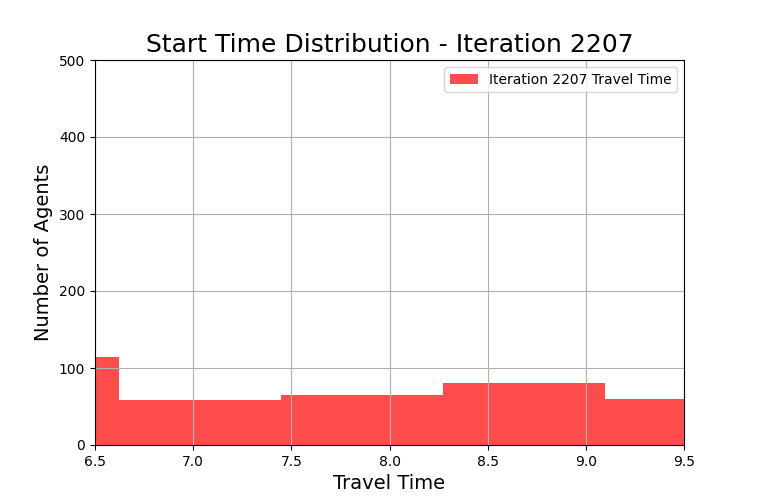 Start Time Distribution - Iteration 2207
Iteration 2207 Travel Time
Number of Agents
500
400
300
200
100
0
6.5 7.0 7.5 8.0 8.5 9.0 9.5
Travel Time